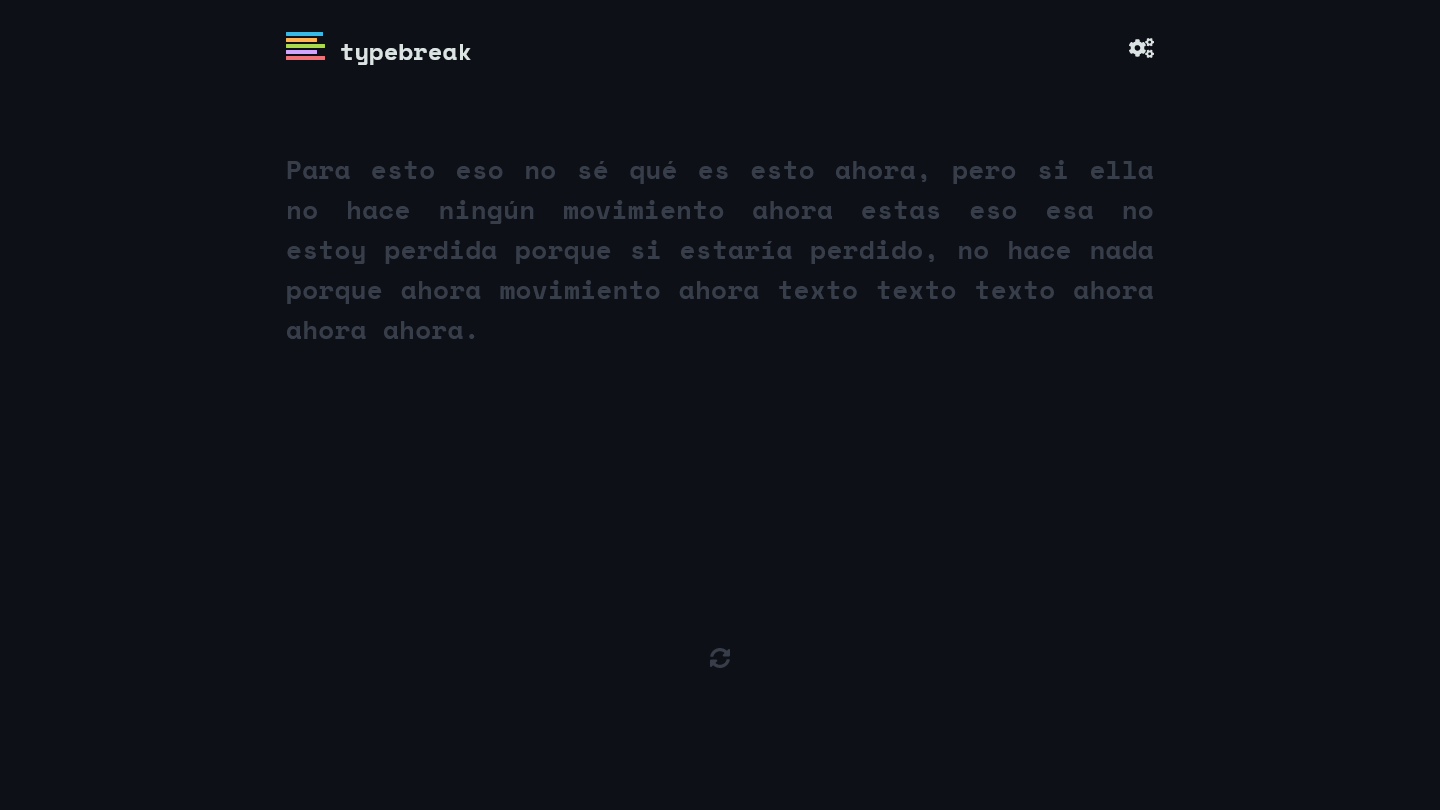 typebreak
Para esto eso no sé qué es esto ahora, pero si ella
no hace ningún movimiento ahora estas eso esa no
estoy perdida porque si estaría perdido, no hace nada
porque ahora movimiento ahora texto texto texto ahora
ahora ahora.